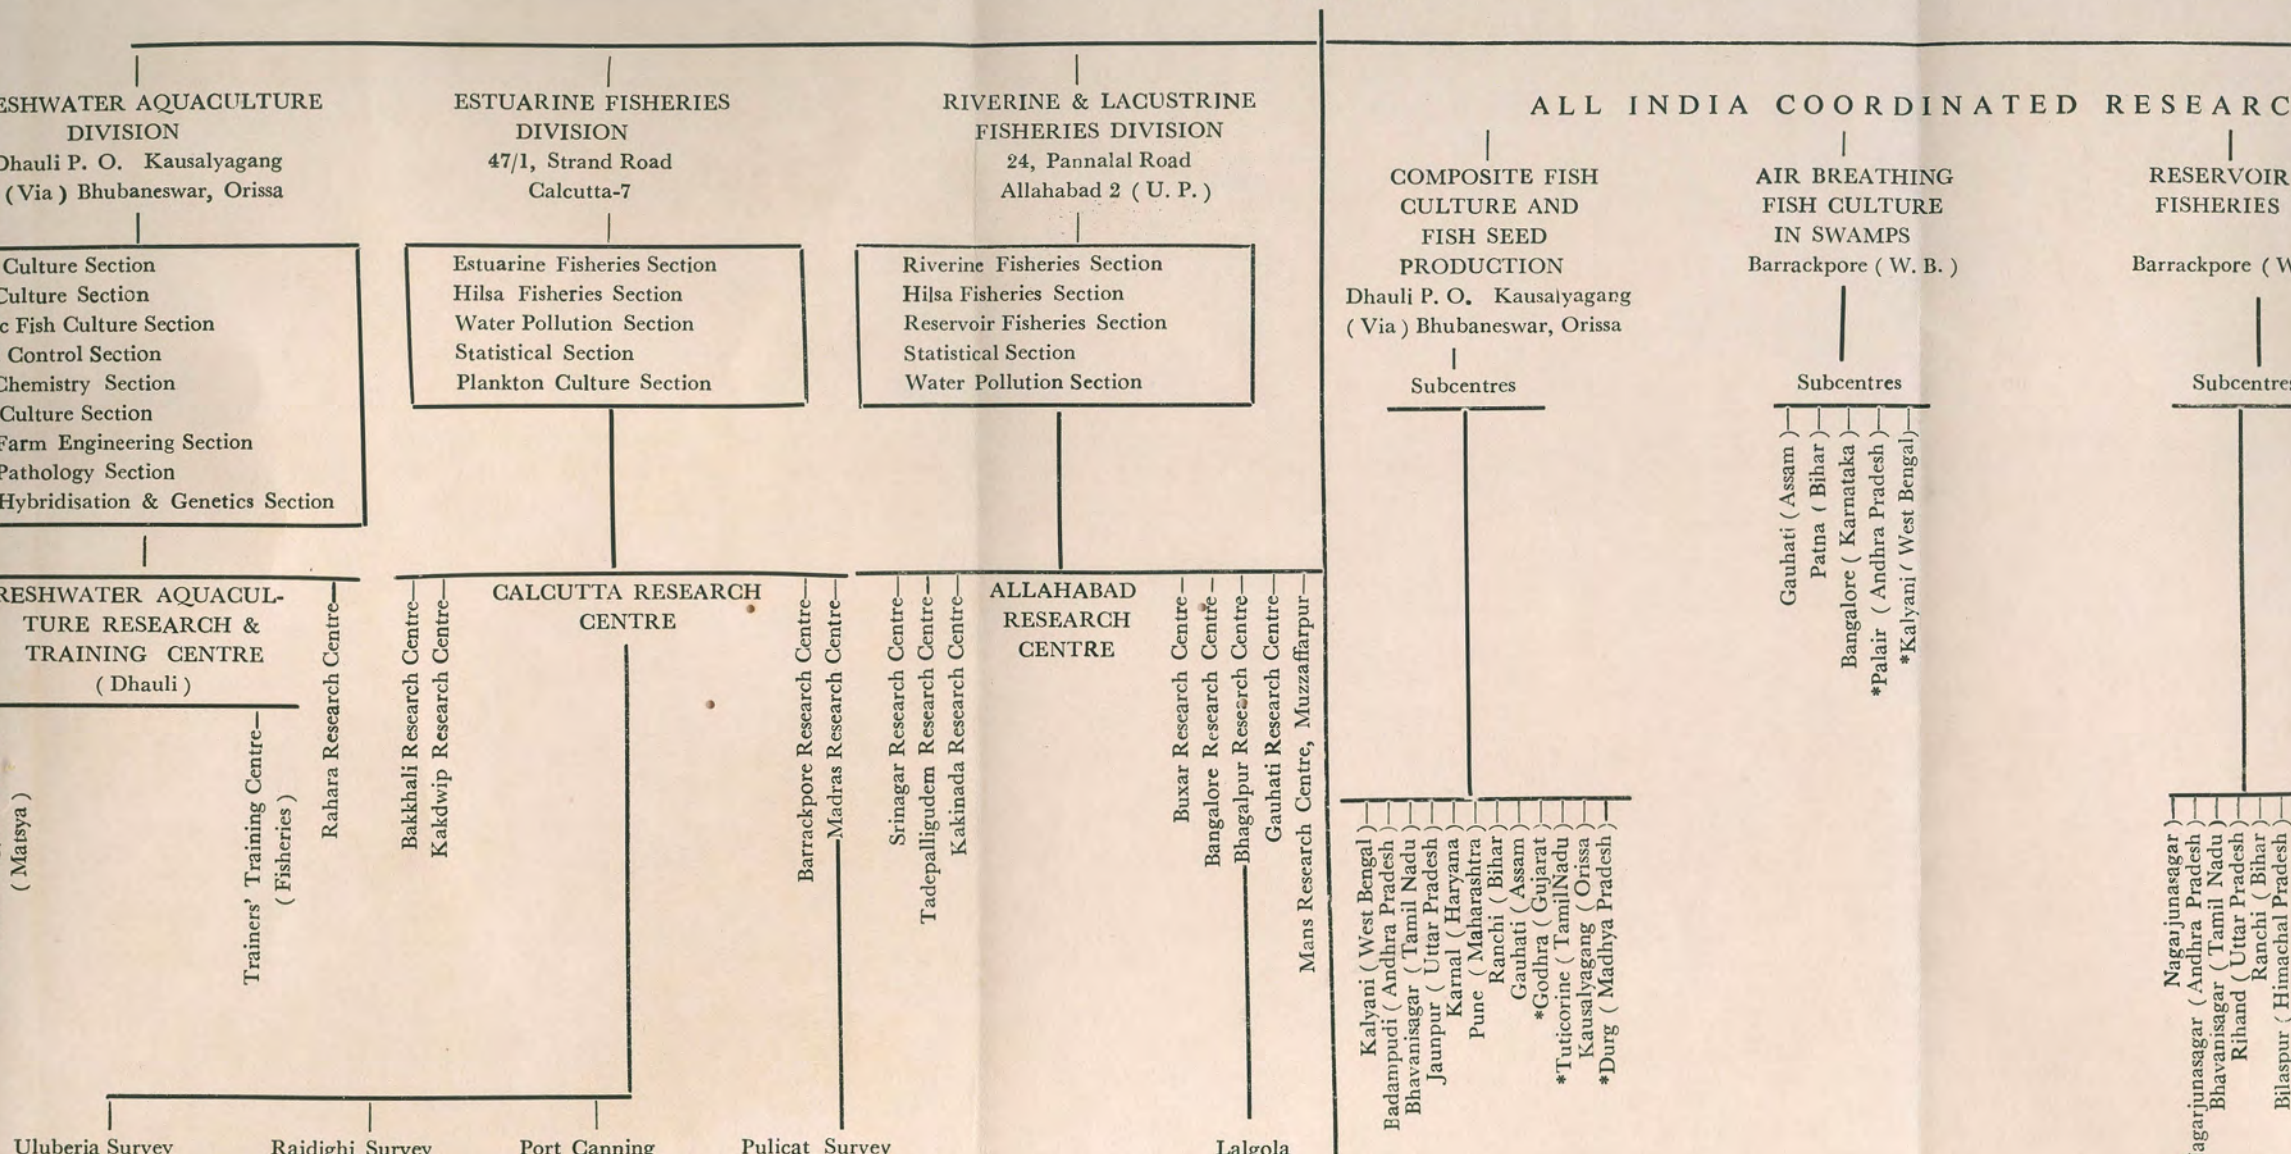 ESHWATER AQUACULTURE
DIVISION
Dhauli P. O. Kausalyagang
(Via) Bhubaneswar, Orissa
Culture Section
Culture Section
c Fish Culture Section
Control Section
Chemistry Section
Culture Section
Farm Engineering Section
Pathology Section
Hybridisation & Genetics Section
RESHWATER AQUACUL-
TURE RESEARCH &
TRAINING CENTRE
( Dhauli )
( Matsya )
Trainers' Training Centre
( Fisheries )
Rahara Research Centre
ESTUARINE FISHERIES
DIVISION
47/1, Strand Road
Calcutta-7
Estuarine Fisheries Section
Hilsa Fisheries Section
Water Pollution Section
Statistical Section
Plankton Culture Section
Bakkhali Research Centre
Kakdwip Research Centre
CALCUTTA RESEARCH
CENTRE
Barrackpore Research Centre
Madras Research Centre
Uluberia Survey
Raidighi Survey
Port Canning
Pulicat Survey
RIVERINE & LACUSTRINE
FISHERIES DIVISION
24, Pannalal Road
Allahabad 2 ( U. P. )
Riverine Fisheries Section
Hilsa Fisheries Section
Reservoir Fisheries Section
Statistical Section
Water Pollution Section
Srinagar Research Centre
Tadepalligudem Research Centre
Kakinada Research Centre
ALLAHABAD
RESEARCH
CENTRE
Buxar Research Centre
Bangalore Research Centre
Bhagalpur Research Centre
Gauhati Research Centre
Mans Research Centre, Muzzaffarpur
Lalgola
ALL INDIA COORDINATED RESEARC
COMPOSITE FISH
CULTURE AND
FISH SEED
PRODUCTION
Dhauli P. O. Kausalyagang
( Via ) Bhubaneswar, Orissa
Subcentres
Kalyani ( West Bengal )
Badampudi ( Andhra Pradesh )
Bhavanisagar ( Tamil Nadu )
Jaunpur ( Uttar Pradesh )
Karnal ( Haryana )
Pune ( Maharashtra )
Ranchi ( Bihar )
Gauhati ( Assam )
*Godhra ( Gujarat )
*Tuticorine ( TamilNadu )
Kausalyagang ( Orissa )
*Durg ( Madhya Pradesh )
AIR BREATHING
FISH CULTURE
IN SWAMPS
Barrackpore ( W. B. )
Subcentres
Gauhati ( Assam )
Patna ( Bihar )
Bangalore ( Karnataka )
*Palair ( Andhra Pradesh )
*Kalyani ( West Bengal)
RESERVOIR
FISHERIES
Barrackpore ( W
Subcentres
Nagarjunasagar )
agarjunasagar ( Andhra Pradesh )
Bhavanisagar ( Tamil Nadu )
Rihand ( Uttar Pradesh )
Ranchi ( Bihar )
Bilaspur ( Himachal Pradesh )